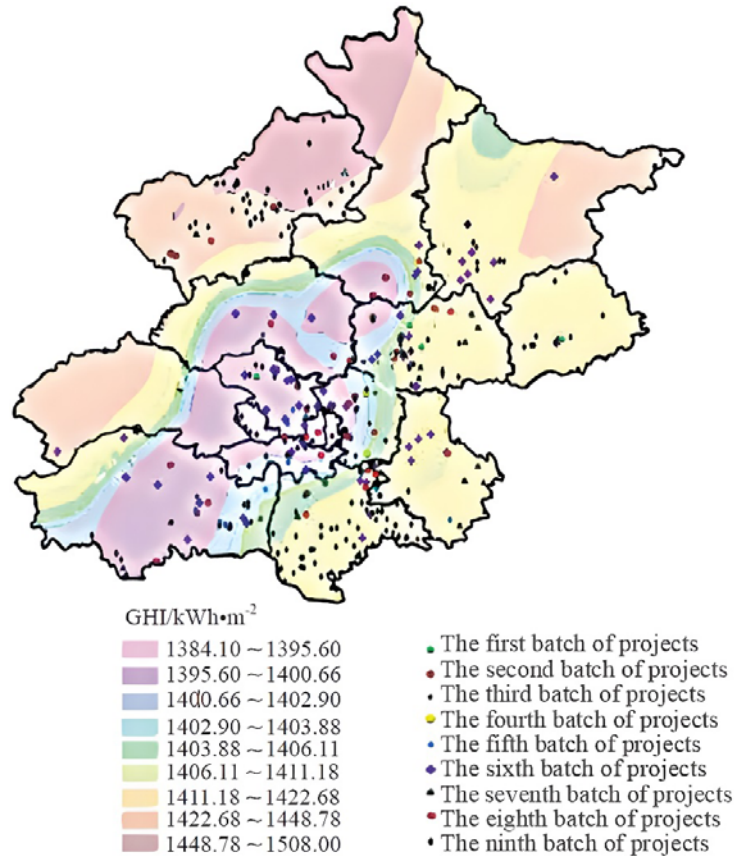 GHI/kWh•m⁻²
1384.10 ~ 1395.60
1395.60 ~ 1400.66
1400.66 ~ 1402.90
1402.90 ~ 1403.88
1403.88 ~ 1406.11
1406.11 ~ 1411.18
1411.18 ~ 1422.68
1422.68 ~ 1448.78
1448.78 ~ 1508.00
The first batch of projects
The second batch of projects
The third batch of projects
The fourth batch of projects
The fifth batch of projects
The sixth batch of projects
The seventh batch of projects
The eighth batch of projects
The ninth batch of projects